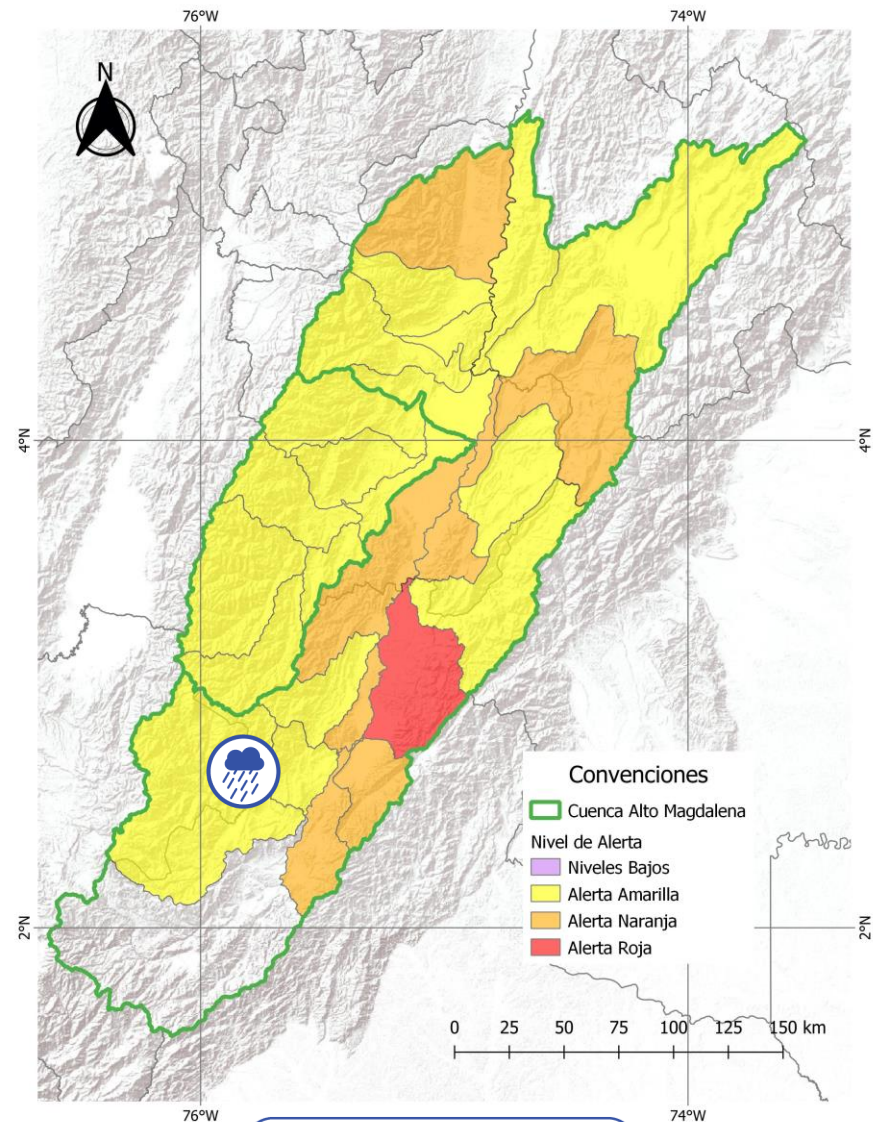 76°W
74°W
N
4°N
4°N
Convenciones
Cuenca Alto Magdalena
Nivel de Alerta
Niveles Bajos
Alerta Amarilla
Alerta Naranja
Alerta Roja
2°N
2°N
0 25 50 75 100 125 150 km
76°W
74°W